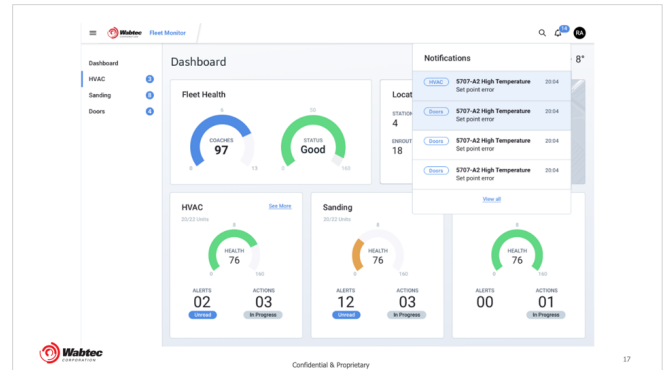 Wabtec
CORPORATION
Fleet Monitor
14
RA
Dashboard
HVAC 3
Sanding 8
Doors 4
Dashboard
8°
Fleet Health
6
COACHES
97
0 13
50
STATUS
Good
0 160
Locat
STATION
4
ENROUT
18
Notifications
HVAC 5707-A2 High Temperature 20:04
Set point error
Doors 5707-A2 High Temperature 20:04
Set point error
Doors 5707-A2 High Temperature 20:04
Set point error
Doors 5707-A2 High Temperature 20:04
Set point error
View all
HVAC See More
20/22 Units
8
HEALTH
76
0 160
ALERTS ACTIONS
02 03
Unread In Progress
Sanding
20/22 Units
8
HEALTH
76
160
ALERTS ACTIONS
12 03
Unread In Progress
8
HEALTH
76
0 160
ALERTS ACTIONS
00 01
In Progress
Wabtec
CORPORATION
Confidential & Proprietary
17